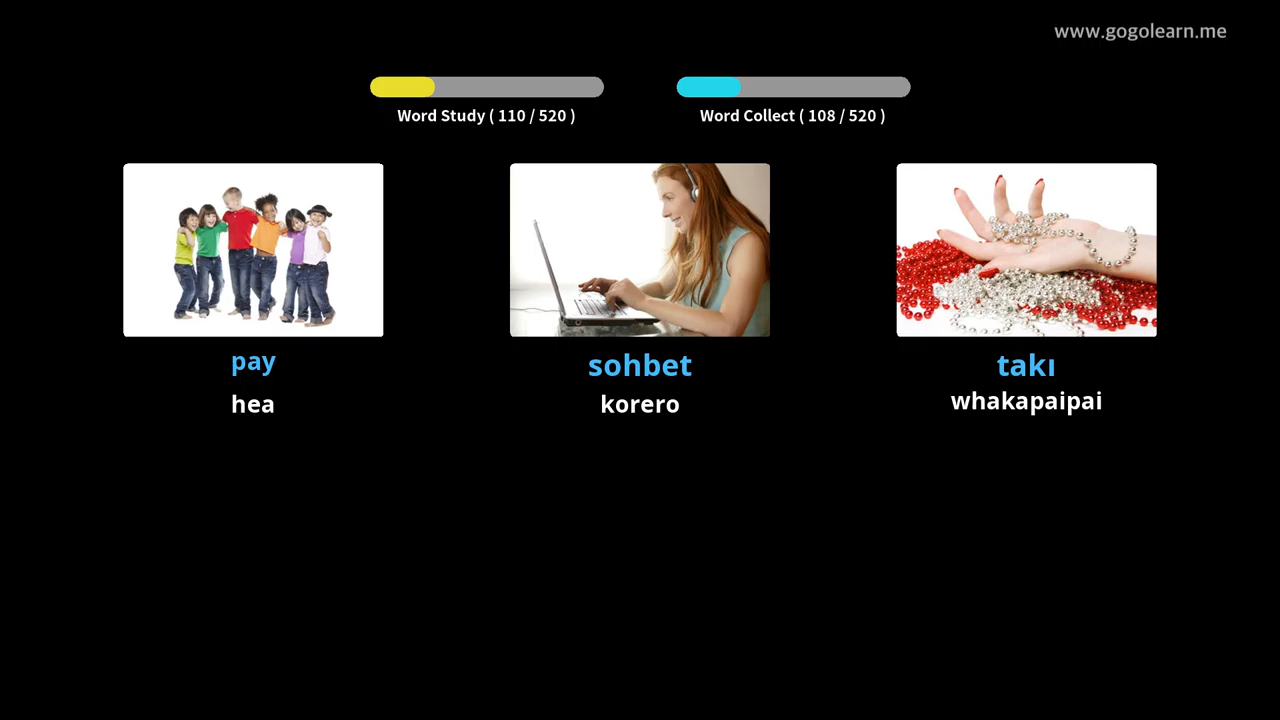 www.gogolearn.me
Word Study ( 110 / 520 )
Word Collect ( 108 / 520 )
pay
hea
sohbet
korero
takı
whakapaipai